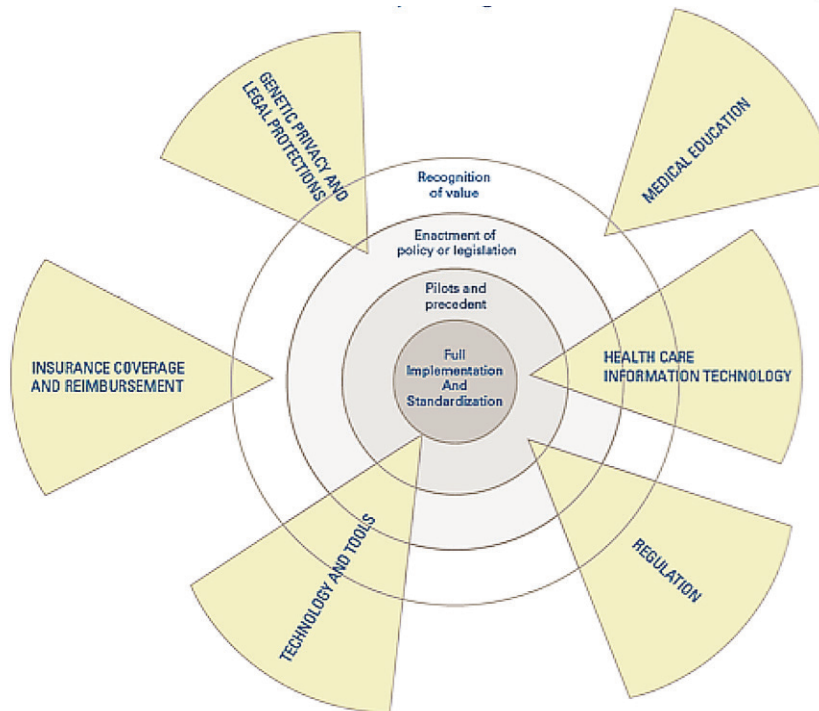 GENETIC PRIVACY AND
LEGAL PROTECTIONS
MEDICAL EDUCATION
Recognition
of value
Enactment of
policy or legislation
Pilots and
precedent
Full
Implementation
And
Standardization
INSURANCE COVERAGE
AND REIMBURSEMENT
HEALTH CARE
INFORMATION TECHNOLOGY
TECHNOLOGY AND TOOLS
REGULATION